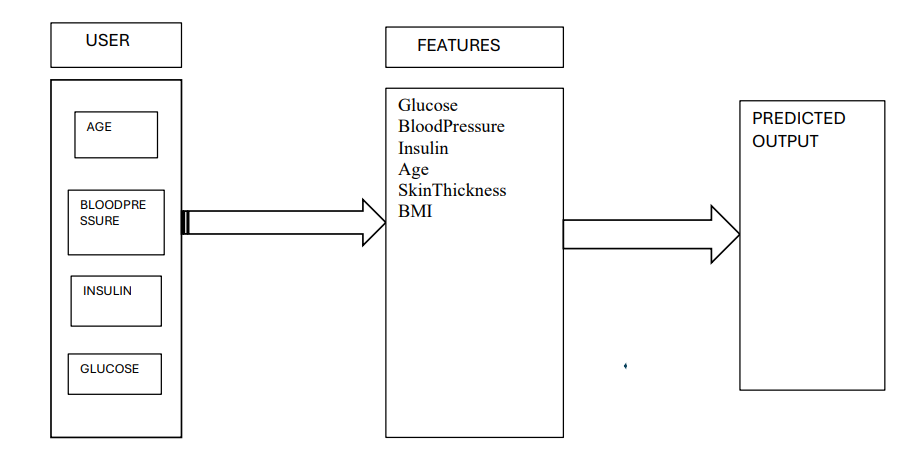 USER
AGE
BLOODPRE
SSURE
INSULIN
GLUCOSE
FEATURES
Glucose
BloodPressure
Insulin
Age
SkinThickness
BMI
PREDICTED
OUTPUT